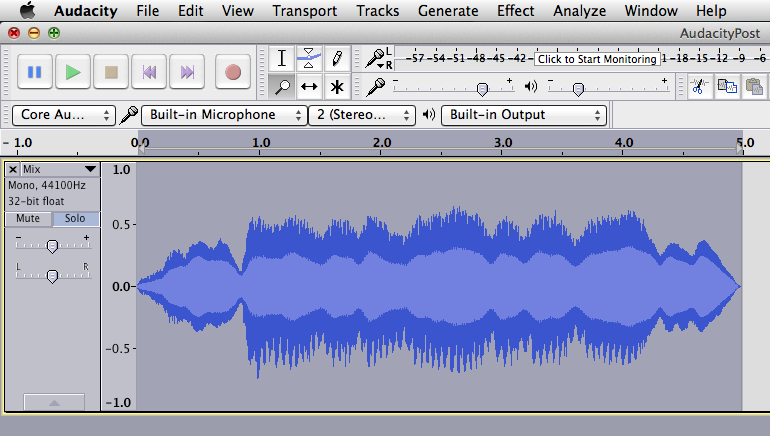 Audacity File Edit View Transport Tracks Generate Effect Analyze Window Help
AudacityPost
L -57 -54 -51 -48 -45 -42 Click to Start Monitoring 1 -18 -15 -12 -9 -6
R
- + - +
Core Au... Built-in Microphone 2 (Stereo... Built-in Output
- 1.0 0.0 1.0 2.0 3.0 4.0 5.0
Mix
Mono, 44100Hz
32-bit float
Mute Solo
- +
L R
1.0
0.5
0.0
-0.5
-1.0